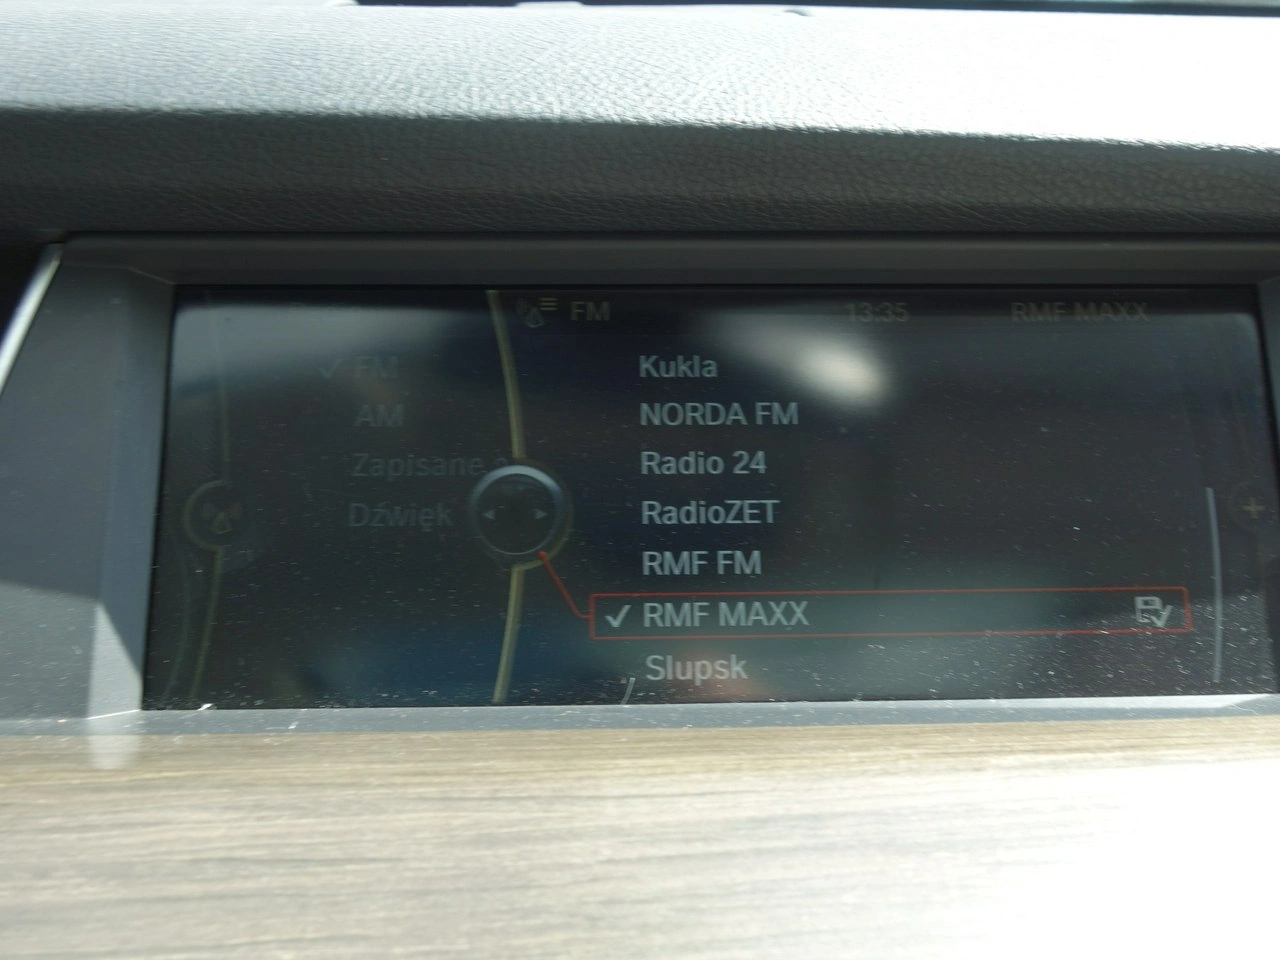 FM 13:35 RMF MAXX
FM
AM
Zapisane
Dźwięk
Kukla
NORDA FM
Radio 24
RadioZET
RMF FM
RMF MAXX
Slupsk